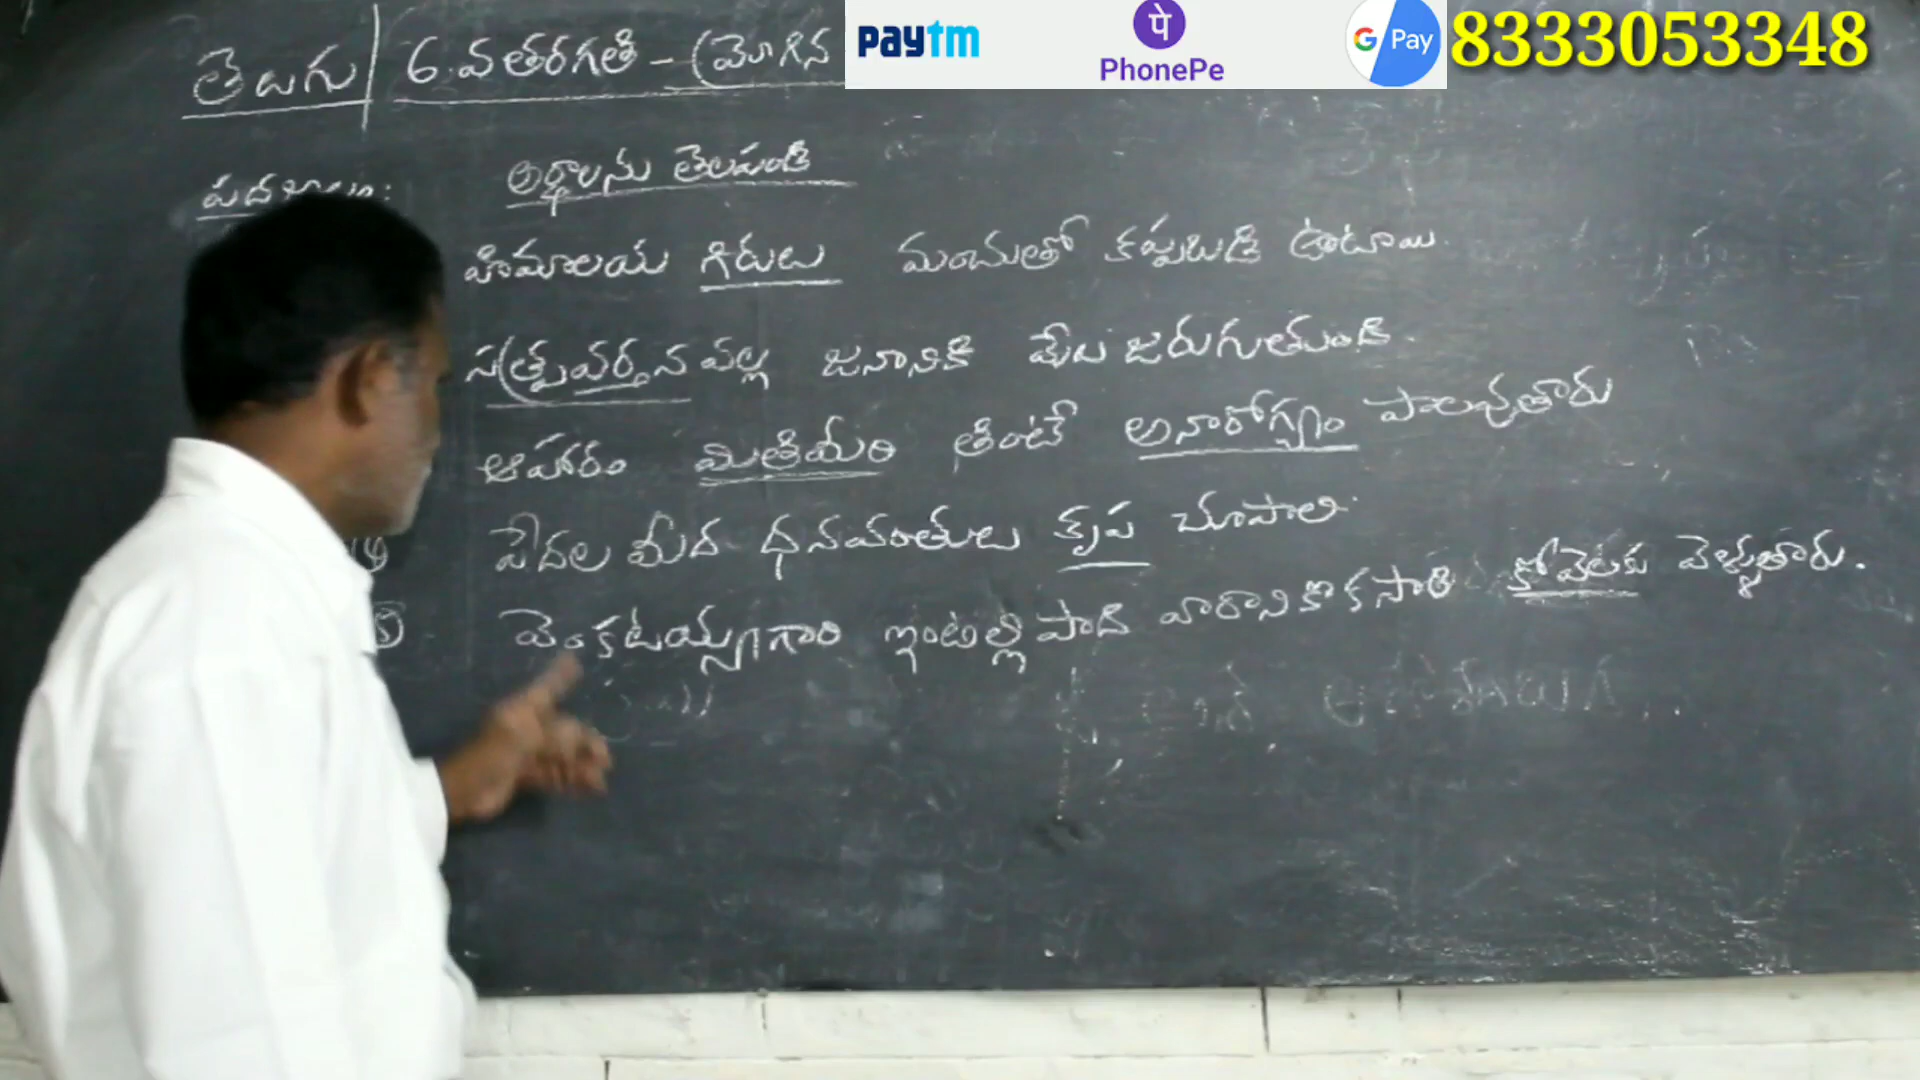 తెలుగు 6. వ తరగతి - (మోగిన
paytm
पे
PhonePe
G Pay
8333053348
అర్థాలను తెలపండి
హిమాలయ గిరులు మంచుతో కప్పబడి ఉంటాయి.
సత్ప్రవర్తన వల్ల జనానికి మేలు జరుగుతుంది.
ఆహారం మితిమీరి తింటే అనారోగ్యం పాలవుతారు
పేదల మీద ధనవంతులు కృప చూపాలి.
వెంకటయ్యగారి ఇంటిల్లిపాది వారానికొకసారి కోవెలకు వెళ్ళుతారు.